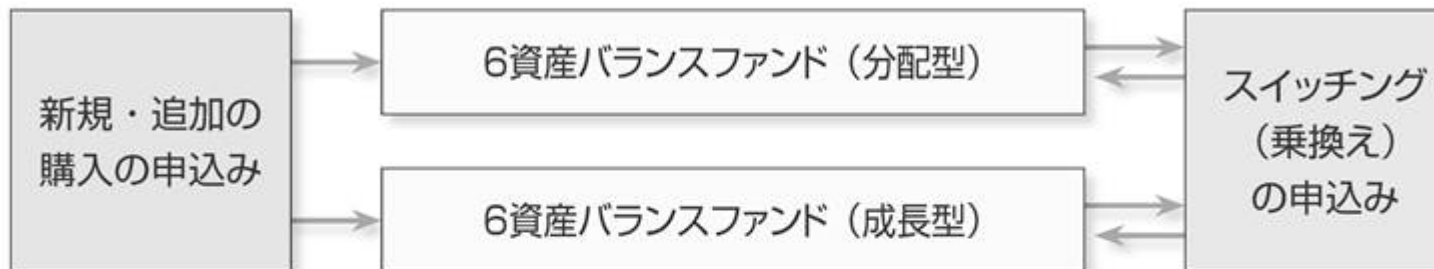 新規・追加の
購入の申込み
6資産バランスファンド（分配型）
6資産バランスファンド（成長型）
スイッチング
（乗換え）
の申込み